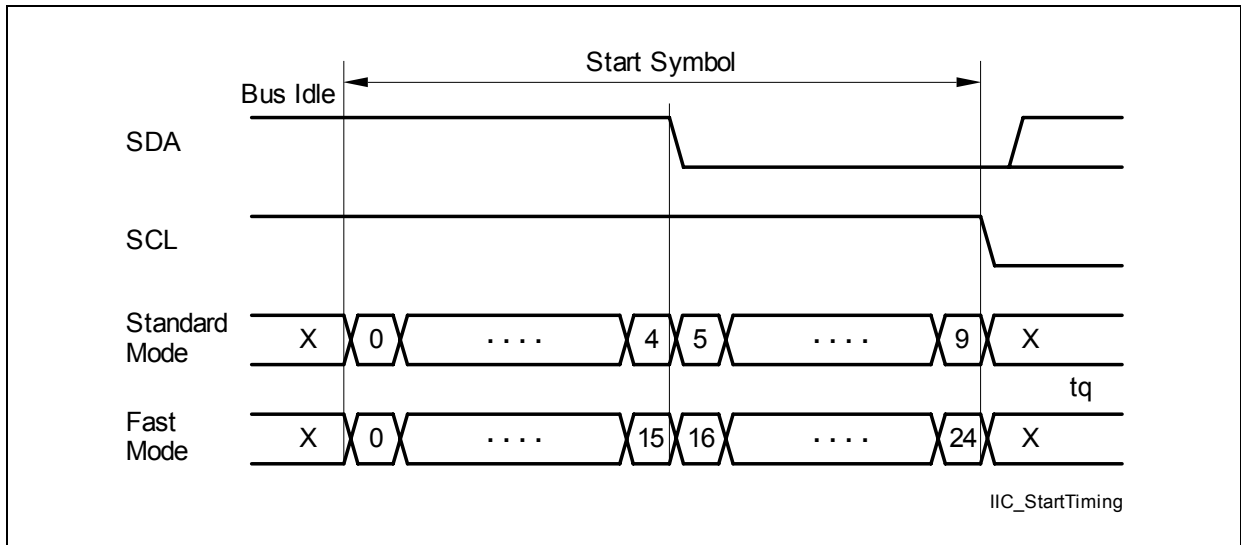 Start Symbol
Bus Idle
SDA
SCL
Standard
Mode
X 0 . . . . 4 5 . . . . 9 X
tq
Fast
Mode
X 0 . . . . 15 16 . . . . 24 X
IIC_StartTiming